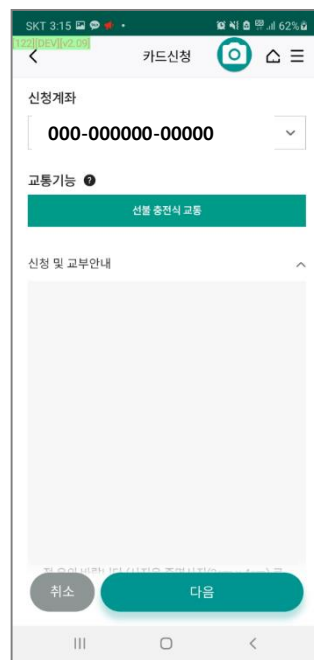 SKT 3:15
62%
[122][DEV][v2.09]
카드신청
신청계좌
000-000000-00000
교통기능 ?
선불 충전식 교통
신청 및 교부안내
취소
다음